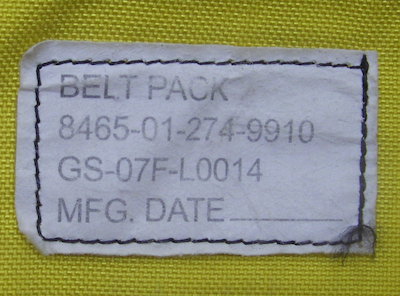 BELT PACK
8465-01-274-9910
GS-07F-L0014
MFG. DATE